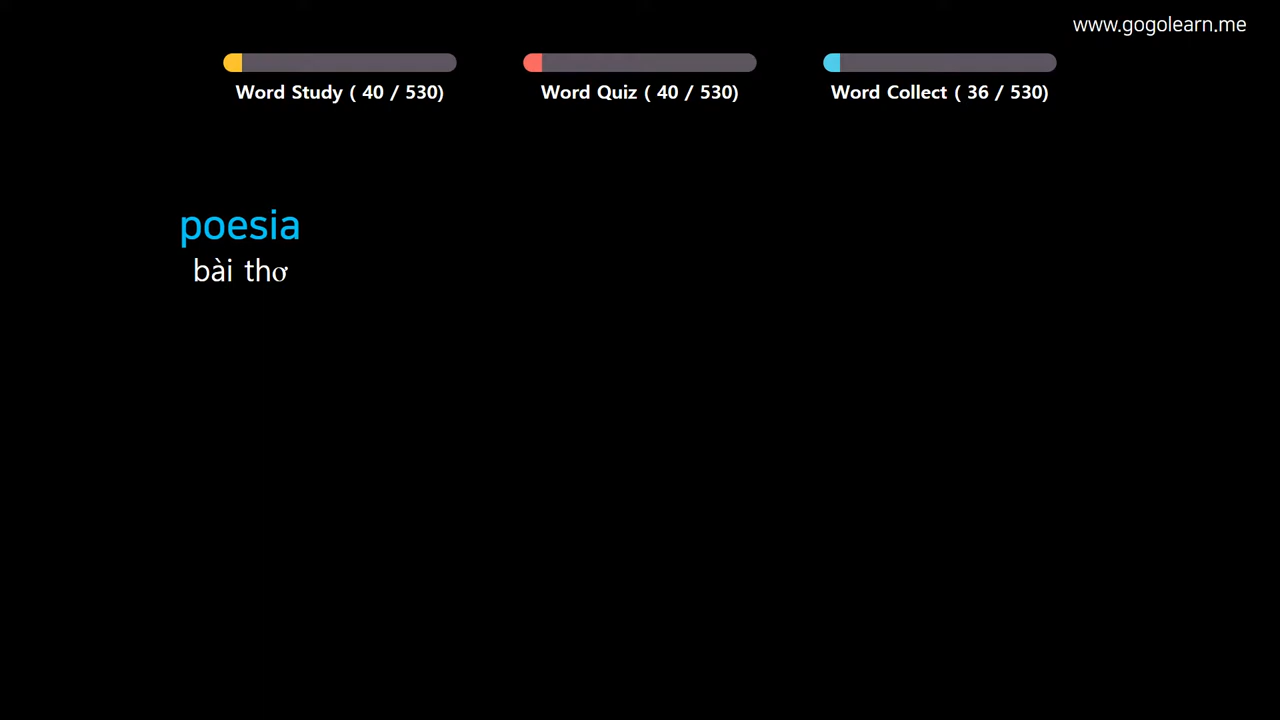 www.gogolearn.me
Word Study ( 40 / 530)
Word Quiz ( 40 / 530)
Word Collect ( 36 / 530)
poesia
bài thơ